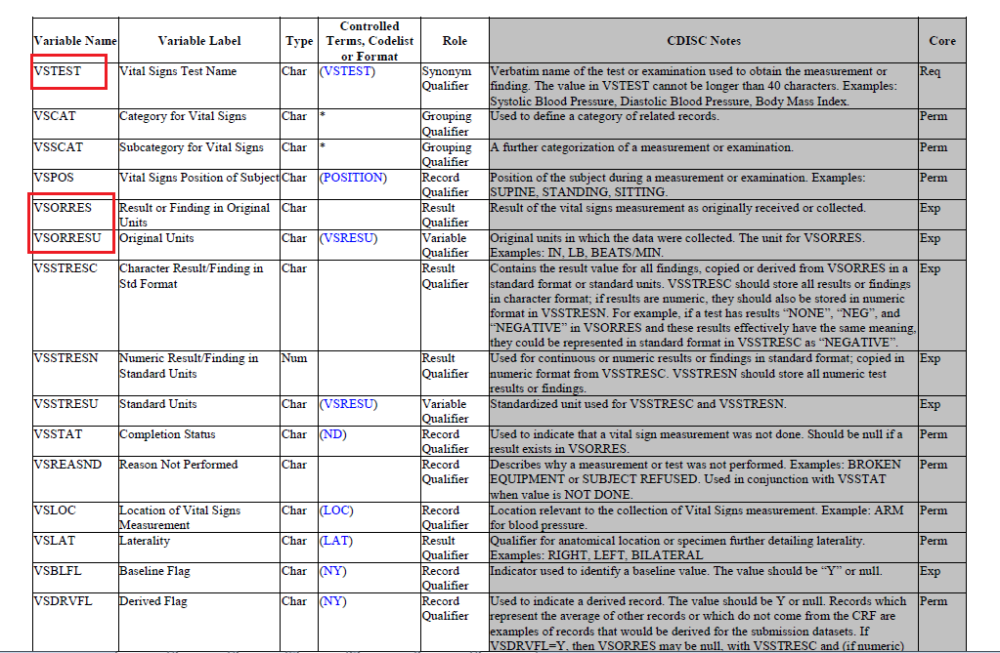 Variable Name Variable Label Type Controlled Terms, Codelist or Format Role CDISC Notes Core
VSTEST Vital Signs Test Name Char (VSTEST) Synonym Qualifier Verbatim name of the test or examination used to obtain the measurement or finding. The value in VSTEST cannot be longer than 40 characters. Examples: Systolic Blood Pressure, Diastolic Blood Pressure, Body Mass Index. Req
VSCAT Category for Vital Signs Char * Grouping Qualifier Used to define a category of related records. Perm
VSSCAT Subcategory for Vital Signs Char * Grouping Qualifier A further categorization of a measurement or examination. Perm
VSPOS Vital Signs Position of Subject Char (POSITION) Record Qualifier Position of the subject during a measurement or examination. Examples: SUPINE, STANDING, SITTING. Perm
VSORRES Result or Finding in Original Units Char Result Qualifier Result of the vital signs measurement as originally received or collected. Exp
VSORRESU Original Units Char (VSRESU) Variable Qualifier Original units in which the data were collected. The unit for VSORRES. Examples: IN, LB, BEATS/MIN. Exp
VSSTRESC Character Result/Finding in Std Format Char Result Qualifier Contains the result value for all findings, copied or derived from VSORRES in a standard format or standard units. VSSTRESC should store all results or findings in character format; if results are numeric, they should also be stored in numeric format in VSSTRESN. For example, if a test has results “NONE”, “NEG”, and “NEGATIVE” in VSORRES and these results effectively have the same meaning, they could be represented in standard format in VSSTRESC as “NEGATIVE”. Exp
VSSTRESN Numeric Result/Finding in Standard Units Num Result Qualifier Used for continuous or numeric results or findings in standard format; copied in numeric format from VSSTRESC. VSSTRESN should store all numeric test results or findings. Exp
VSSTRESU Standard Units Char (VSRESU) Variable Qualifier Standardized unit used for VSSTRESC and VSSTRESN. Exp
VSSTAT Completion Status Char (ND) Record Qualifier Used to indicate that a vital sign measurement was not done. Should be null if a result exists in VSORRES. Perm
VSREASND Reason Not Performed Char Record Qualifier Describes why a measurement or test was not performed. Examples: BROKEN EQUIPMENT or SUBJECT REFUSED. Used in conjunction with VSSTAT when value is NOT DONE. Perm
VSLOC Location of Vital Signs Measurement Char (LOC) Record Qualifier Location relevant to the collection of Vital Signs measurement. Example: ARM for blood pressure. Perm
VSLAT Laterality Char (LAT) Result Qualifier Qualifier for anatomical location or specimen further detailing laterality. Examples: RIGHT, LEFT, BILATERAL Perm
VSBLFL Baseline Flag Char (NY) Record Qualifier Indicator used to identify a baseline value. The value should be “Y” or null. Exp
VSDRVFL Derived Flag Char (NY) Record Qualifier Used to indicate a derived record. The value should be Y or null. Records which represent the average of other records or which do not come from the CRF are examples of records that would be derived for the submission datasets. If VSDRVFL=Y, then VSORRES may be null, with VSSTRESC and (if numeric) Perm